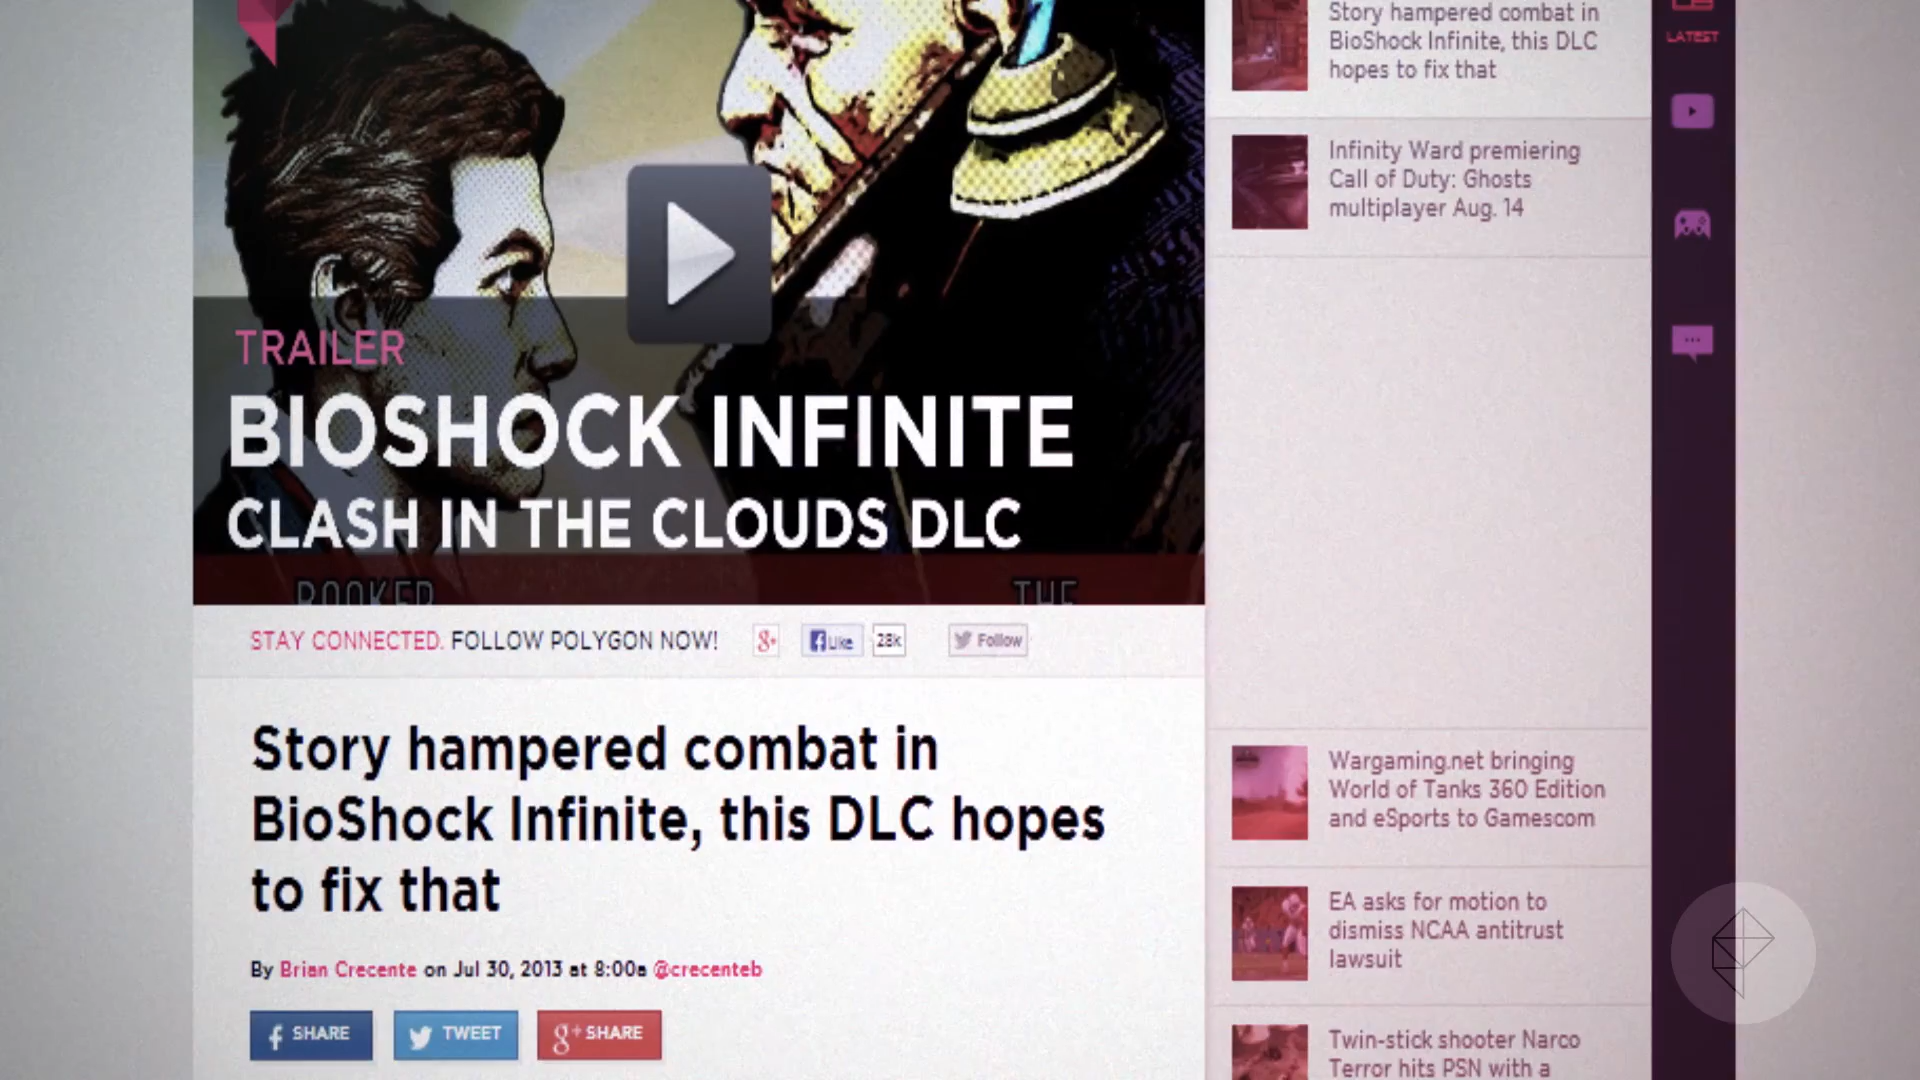 TRAILER
BIOSHOCK INFINITE
CLASH IN THE CLOUDS DLC
BOOKER
THE
STAY CONNECTED. FOLLOW POLYGON NOW!
g+
f Like
28k
Follow
Story hampered combat in
BioShock Infinite, this DLC hopes
to fix that
By Brian Crecente on Jul 30, 2013 at 8:00a @crecenteb
f SHARE
TWEET
g+ SHARE
Story hampered combat in
BioShock Infinite, this DLC
hopes to fix that
Infinity Ward premiering
Call of Duty: Ghosts
multiplayer Aug. 14
Wargaming.net bringing
World of Tanks 360 Edition
and eSports to Gamescom
EA asks for motion to
dismiss NCAA antitrust
lawsuit
Twin-stick shooter Narco
Terror hits PSN with a
LATEST